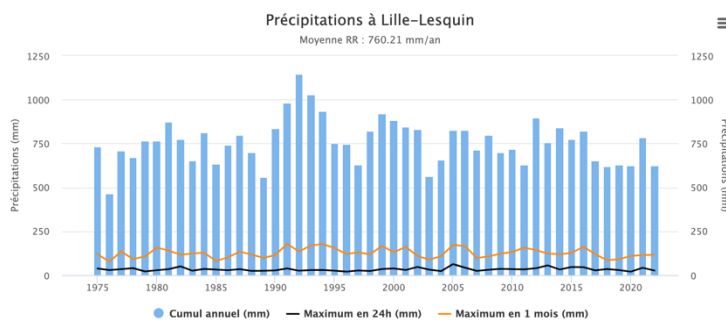 Précipitations à Lille-Lesquin
Moyenne RR : 760.21 mm/an
Précipitations (mm)
1250
1000
750
500
250
0
1250
1000
750
500
250
0
Précipitations (mm)
1975 1980 1985 1990 1995 2000 2005 2010 2015 2020
Cumul annuel (mm) Maximum en 24h (mm) Maximum en 1 mois (mm)